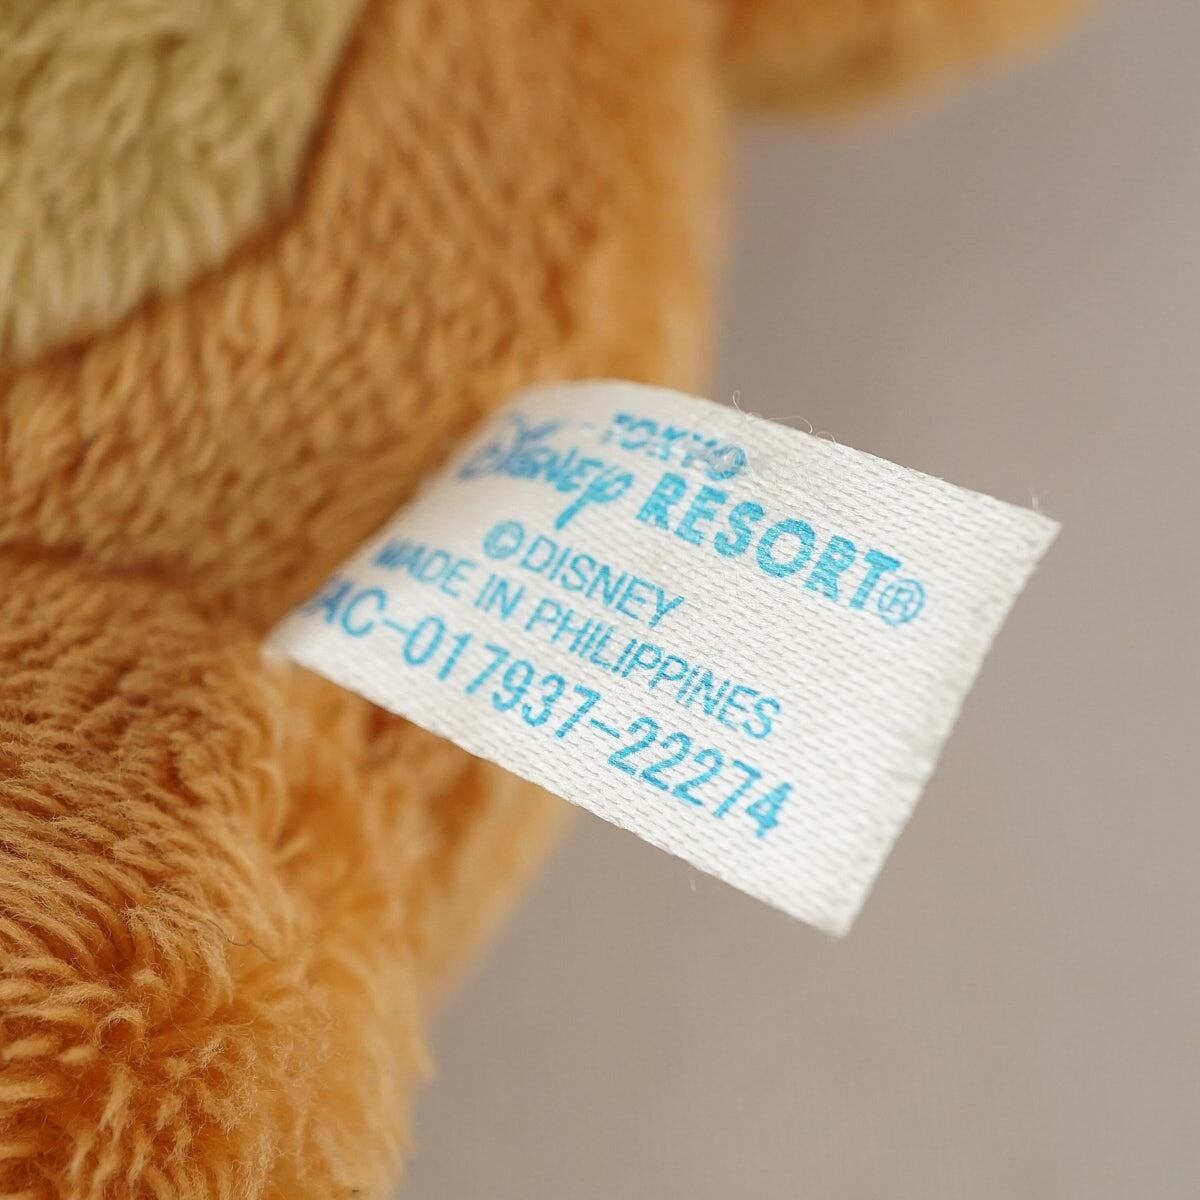 TOKYO
Disney RESORT®
©DISNEY
MADE IN PHILIPPINES
AC-017937-22274